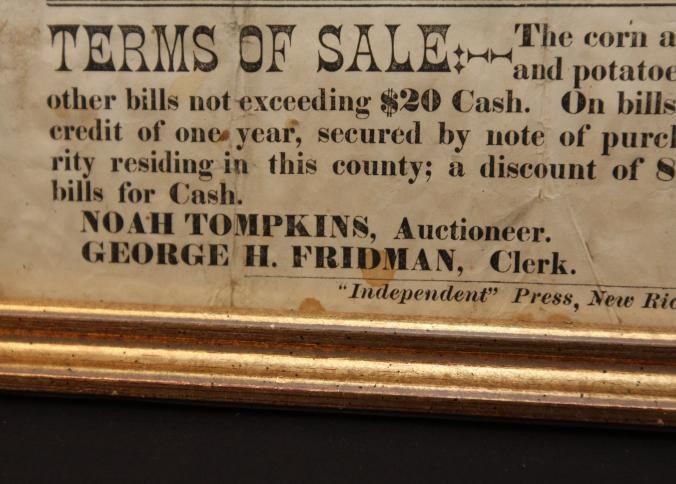 TERMS OF SALE: The corn a
and potatoe
other bills not exceeding $20 Cash. On bills
credit of one year, secured by note of purch
rity residing in this county; a discount of 8
bills for Cash.
NOAH TOMPKINS, Auctioneer.
GEORGE H. FRIDMAN, Clerk.
"Independent" Press, New Ric